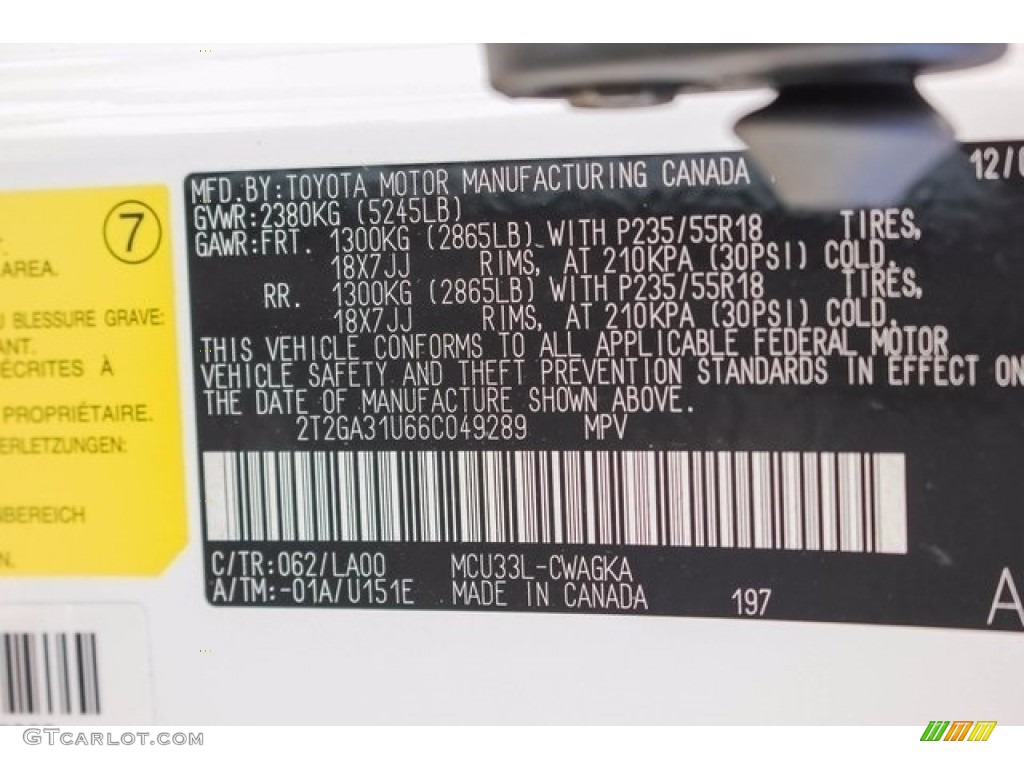 MFD.BY:TOYOTA MOTOR MANUFACTURING CANADA 12/0
GVWR:2380KG (5245LB)
GAWR:FRT. 1300KG (2865LB) WITH P235/55R18 TIRES,
18X7JJ RIMS, AT 210KPA (30PSI) COLD.
RR. 1300KG (2865LB) WITH P235/55R18 TIRES,
18X7JJ RIMS, AT 210KPA (30PSI) COLD.
THIS VEHICLE CONFORMS TO ALL APPLICABLE FEDERAL MOTOR
VEHICLE SAFETY AND THEFT PREVENTION STANDARDS IN EFFECT ON
THE DATE OF MANUFACTURE SHOWN ABOVE.
2T2GA31U66C049289 MPV
C/TR:062/LA00 MCU33L-CWAGKA
A/TM:-01A/U151E MADE IN CANADA 197 A
7
T.
AREA.
U BLESSURE GRAVE:
ANT.
ÉCRITES À
PROPRIÉTAIRE.
ERLETZUNGEN:
NBEREICH
N.
GTCARLOT.COM